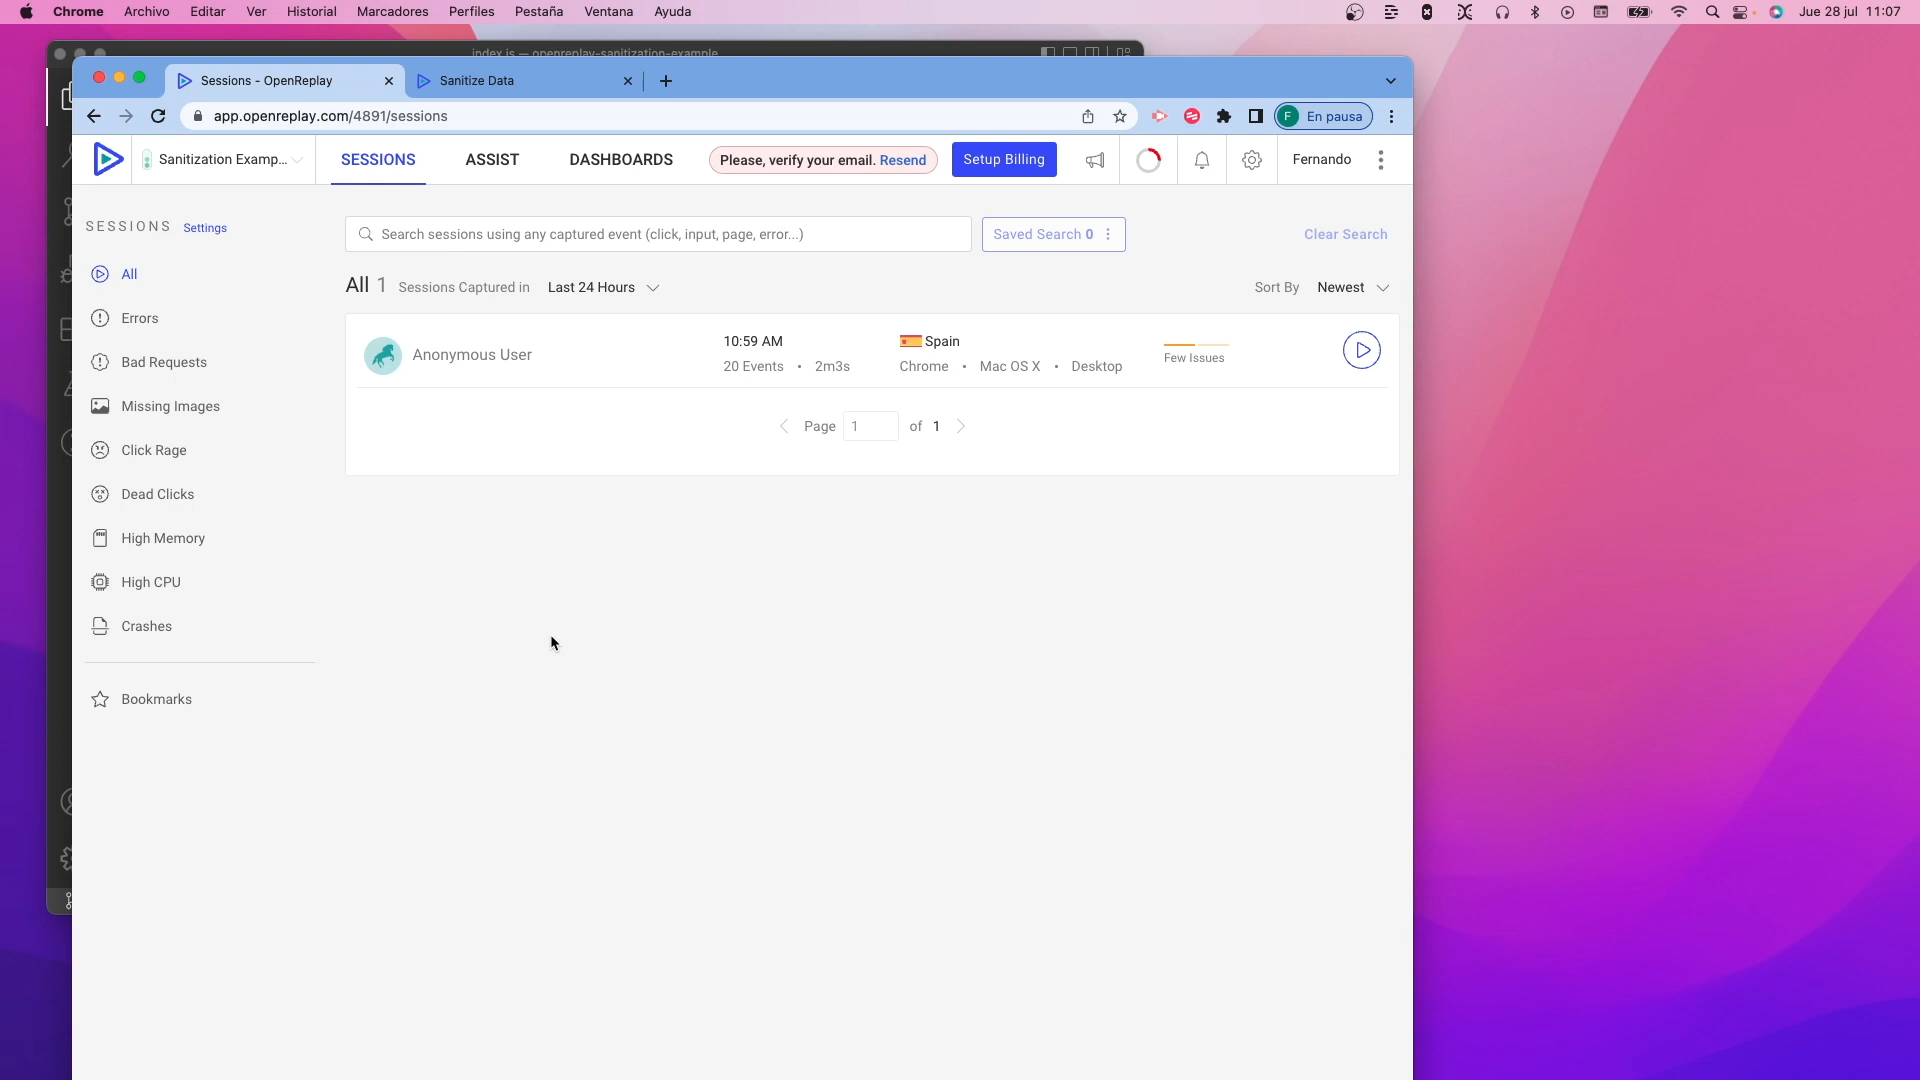 Chrome Archivo Editar Ver Historial Marcadores Perfiles Pestaña Ventana Ayuda Jue 28 jul 11:07
index.js — openreplay-sanitization-example
Sessions - OpenReplay Sanitize Data
app.openreplay.com/4891/sessions F En pausa
Sanitization Examp... SESSIONS ASSIST DASHBOARDS Please, verify your email. Resend Setup Billing Fernando
SESSIONS Settings
Search sessions using any captured event (click, input, page, error...) Saved Search 0 Clear Search
All
All 1 Sessions Captured in Last 24 Hours Sort By Newest
Errors
Anonymous User 10:59 AM Spain Few Issues
20 Events • 2m3s Chrome • Mac OS X • Desktop
Bad Requests
Missing Images
Page 1 of 1
Click Rage
Dead Clicks
High Memory
High CPU
Crashes
Bookmarks